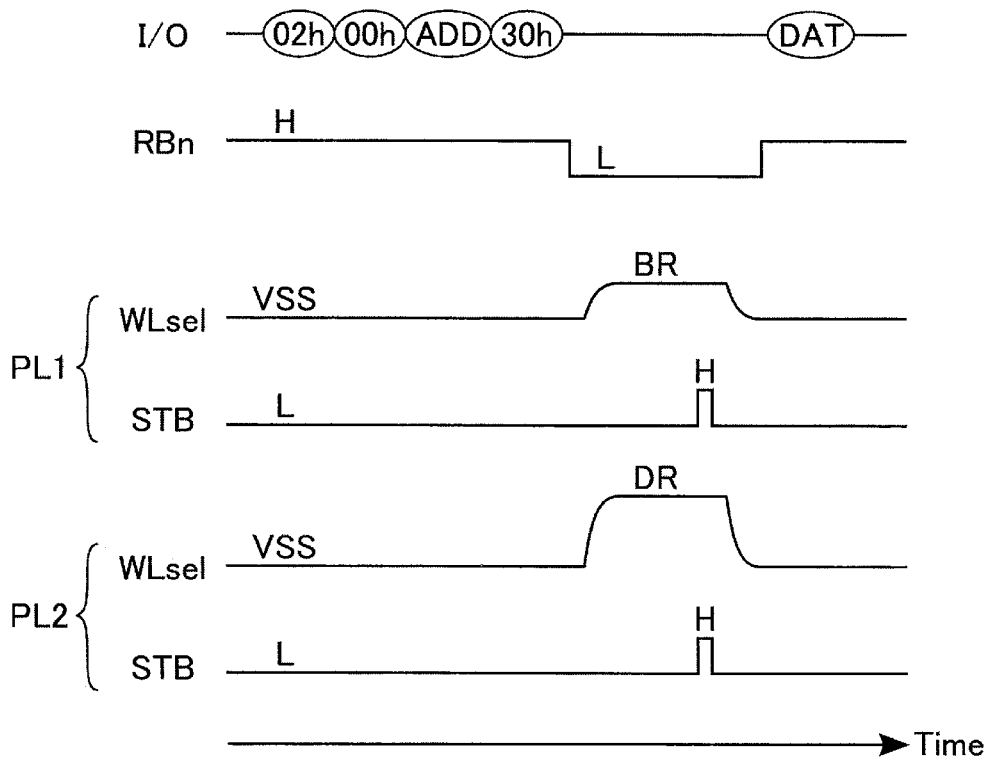 I/O 02h 00h ADD 30h DAT
H
RBn L
BR
VSS
WLsel
PL1
H
L
STB
DR
VSS
WLsel
PL2
H
L
STB
Time